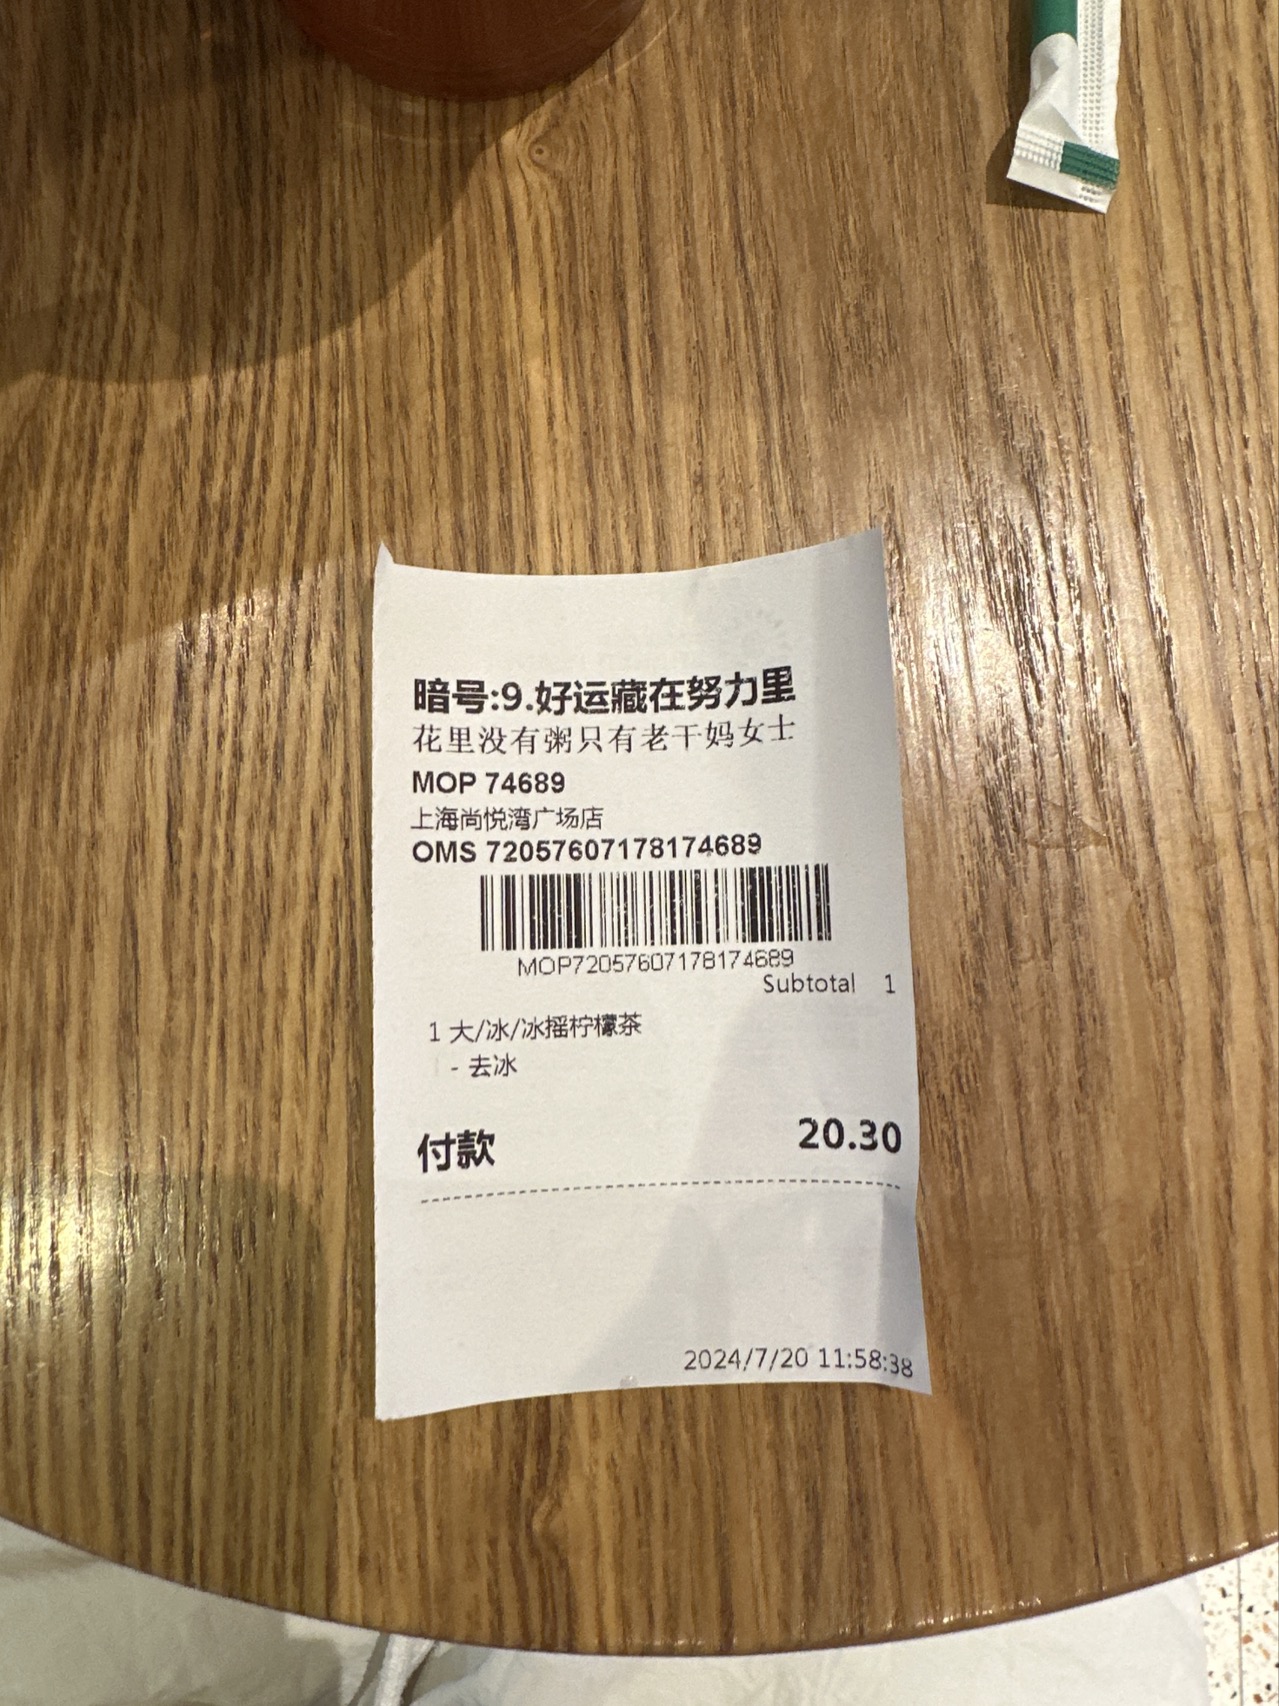 暗号:9.好运藏在努力里
花里没有粥只有老干妈女士
MOP 74689
上海尚悦湾广场店
OMS 72057607178174689
MOP72057607178174689
Subtotal 1
1 大/冰/冰摇柠檬茶
- 去冰
付款 20.30
2024/7/20 11:58:38